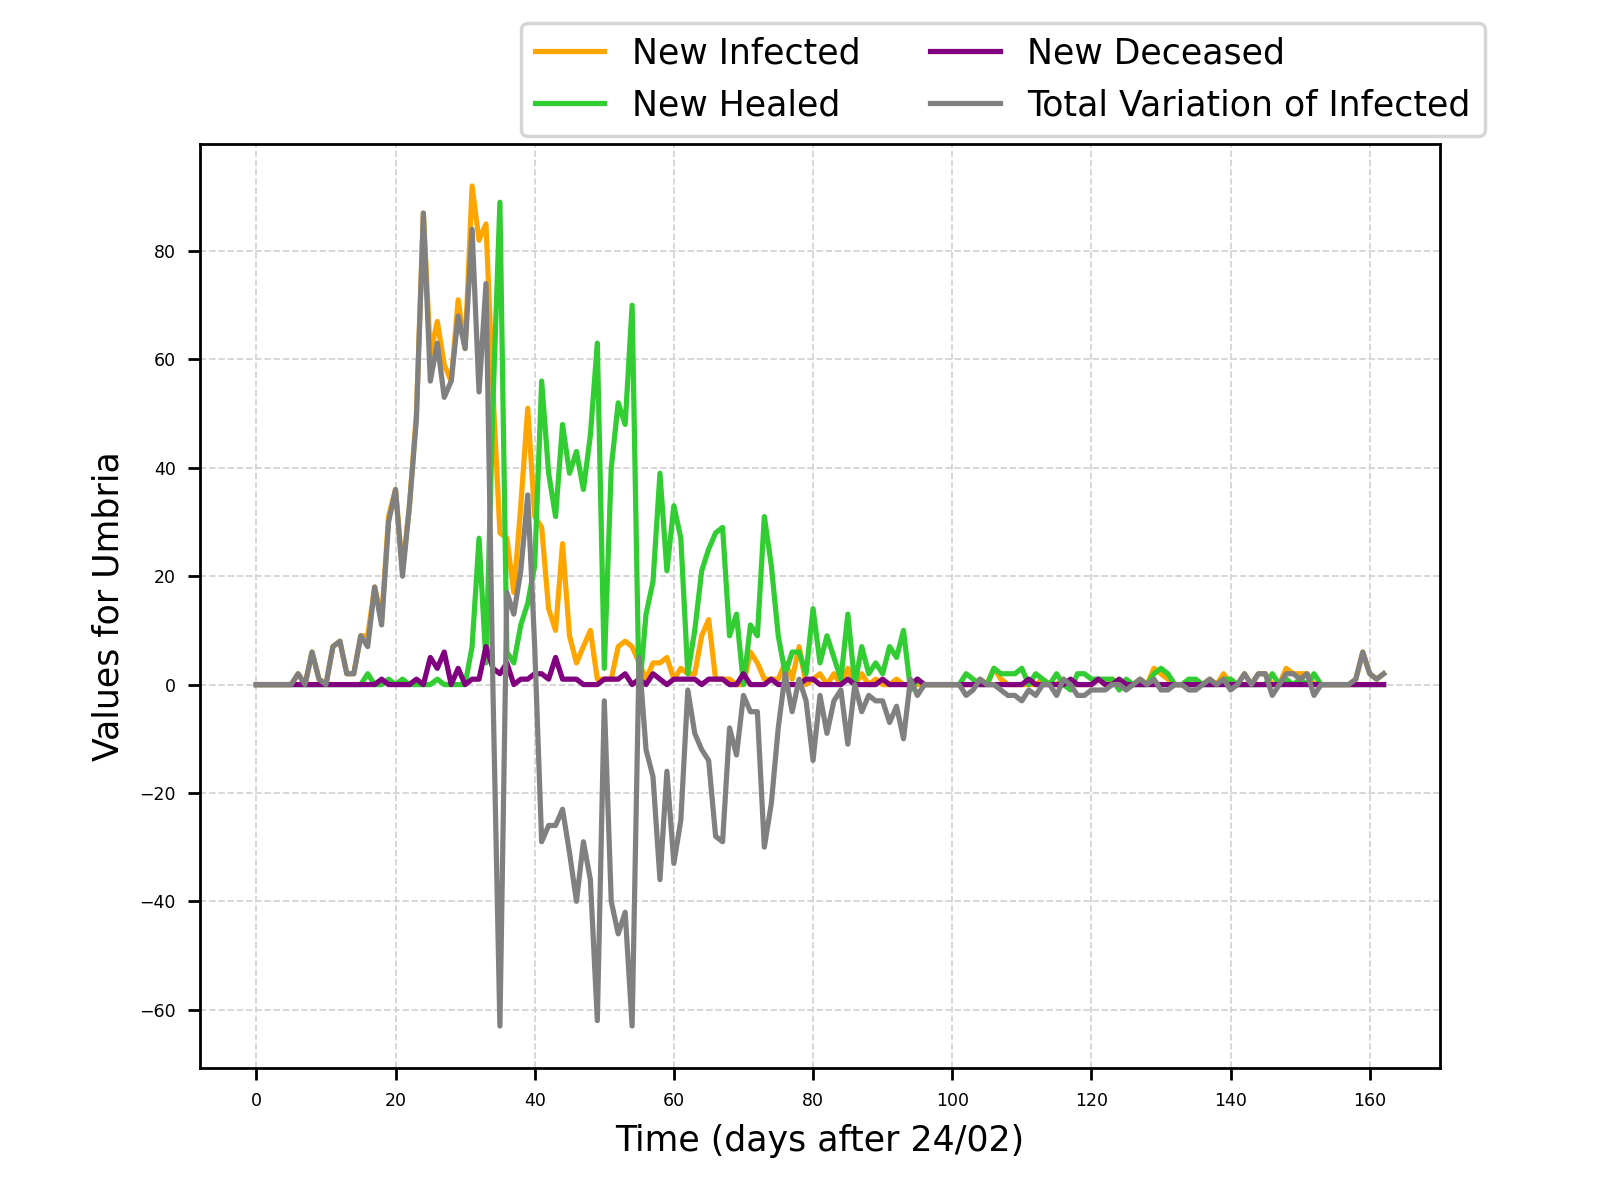 New Infected
New Healed
New Deceased
Total Variation of Infected
Values for Umbria
80
60
40
20
0
−20
−40
−60
0 20 40 60 80 100 120 140 160
Time (days after 24/02)